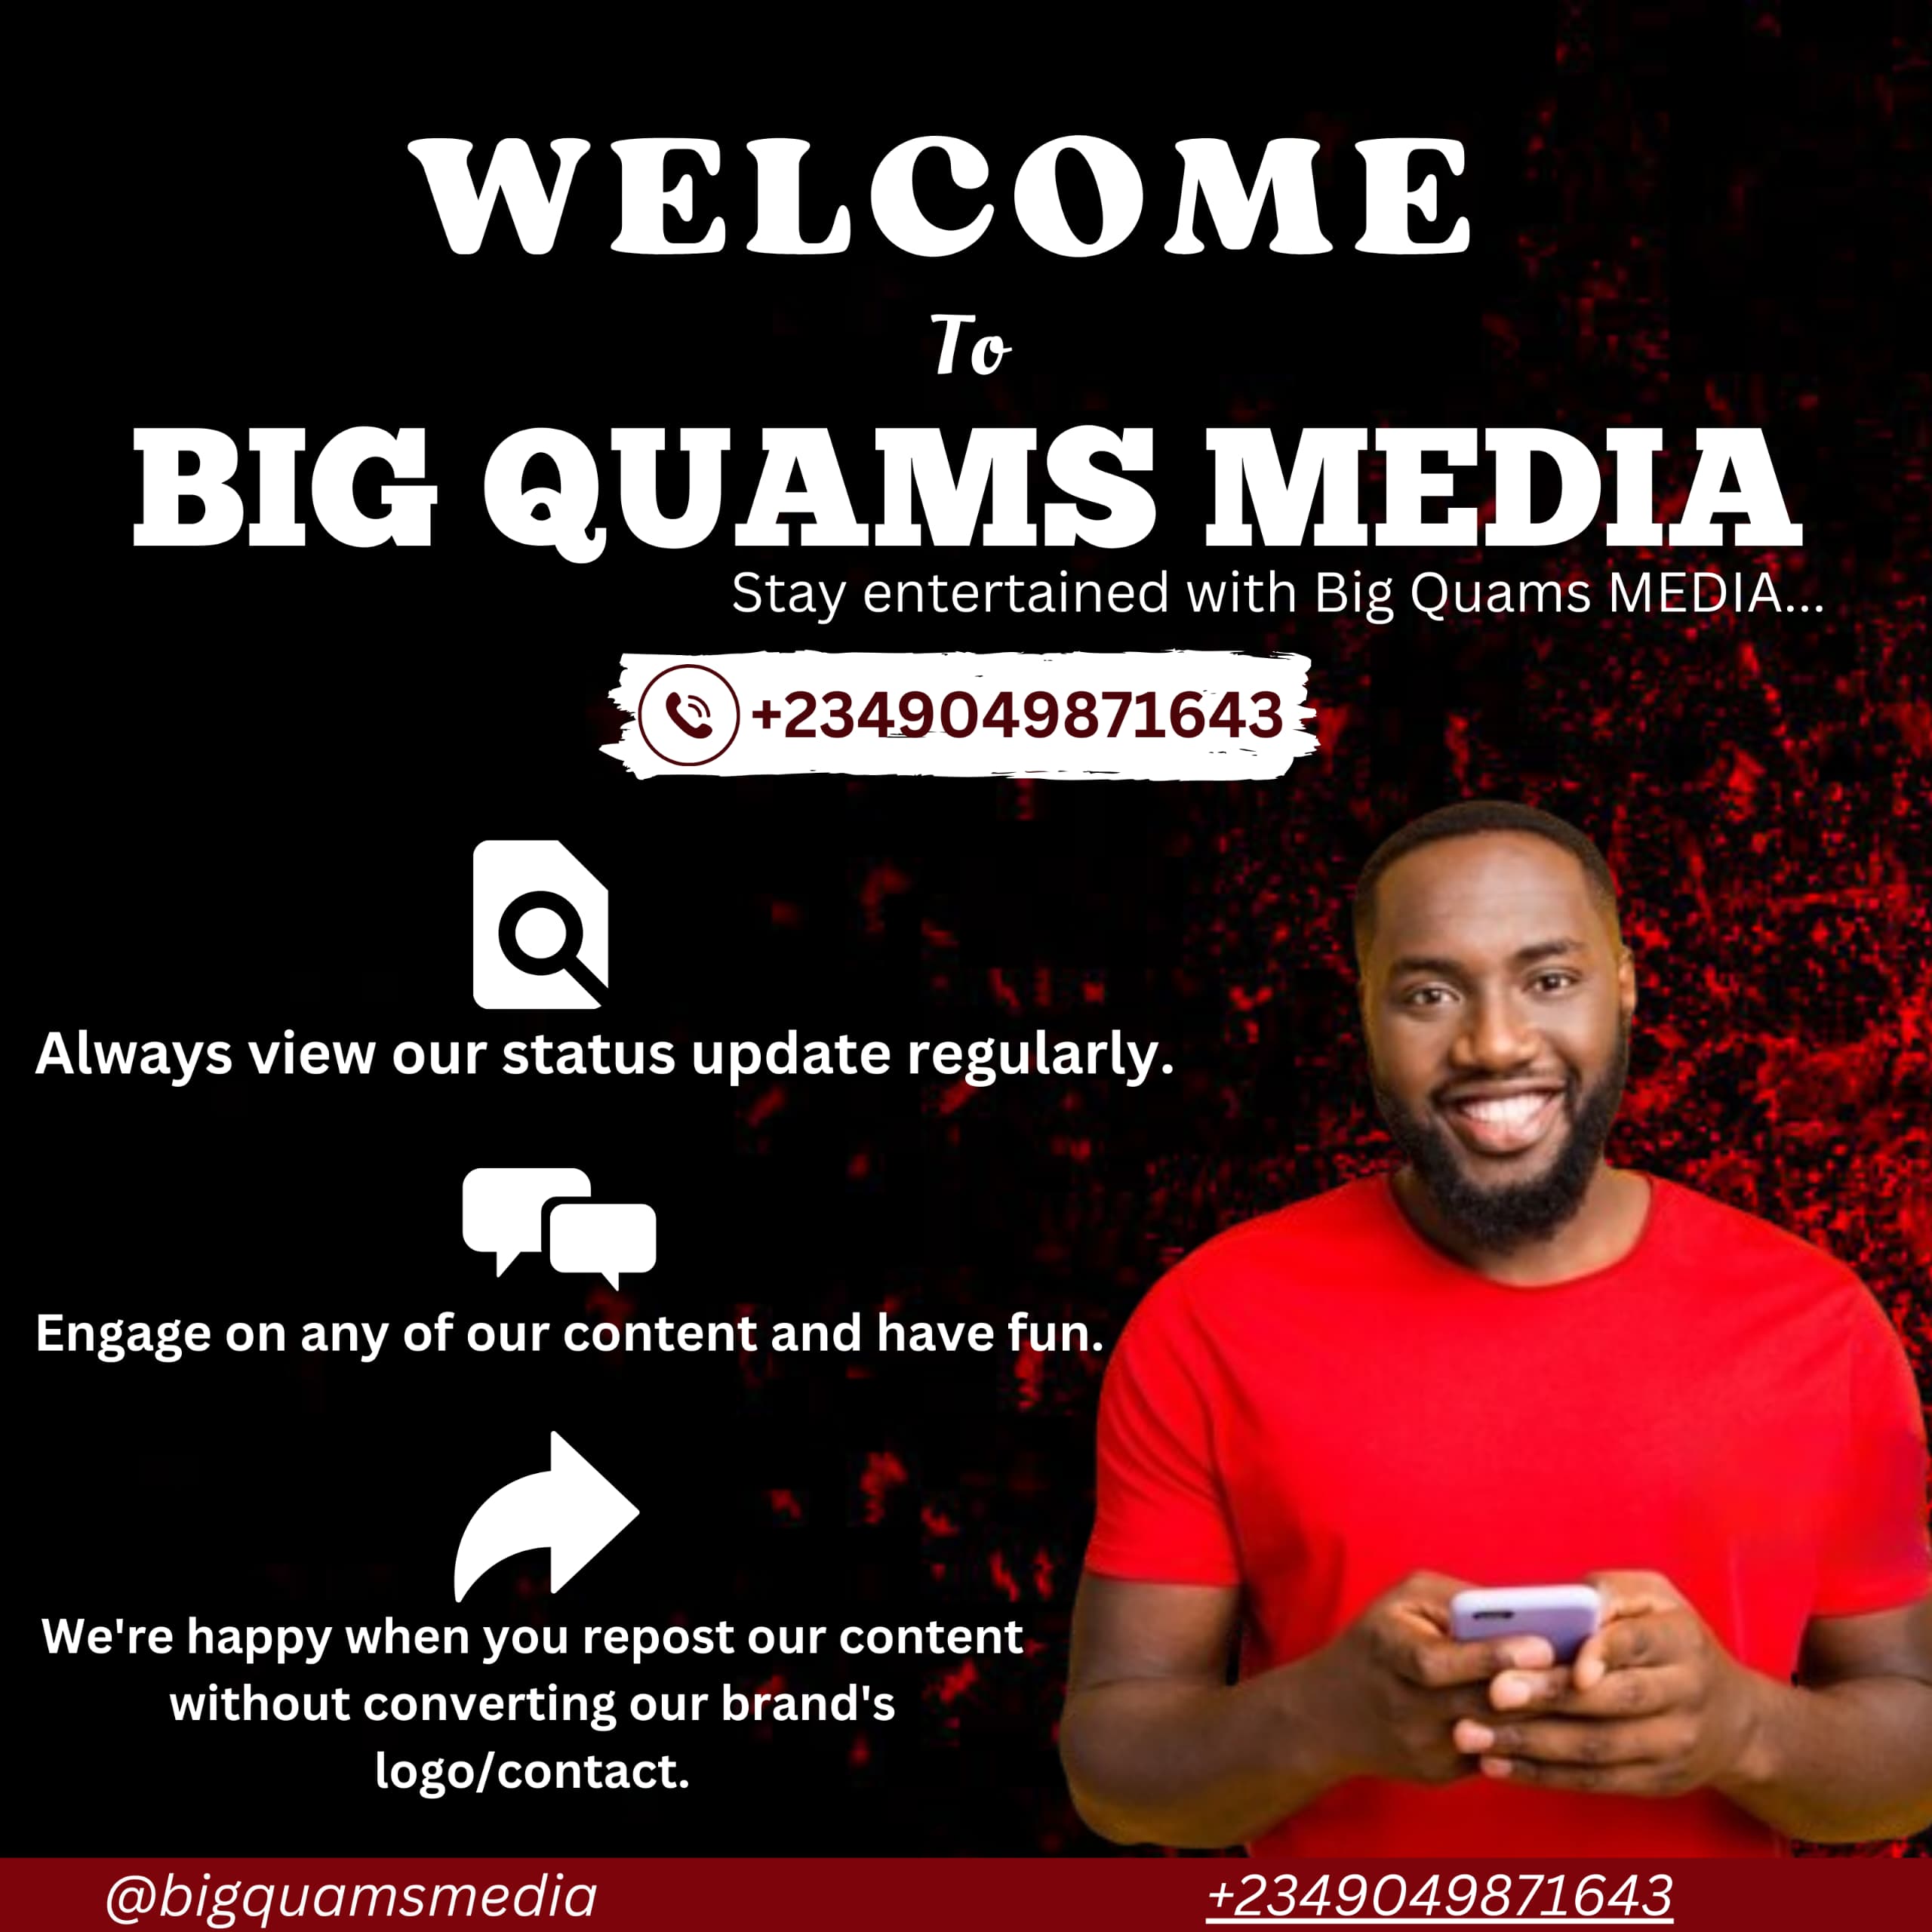 WELCOME
To
BIG QUAMS MEDIA
Stay entertained with Big Quams MEDIA...
+2349049871643
Always view our status update regularly.
Engage on any of our content and have fun.
We're happy when you repost our content
without converting our brand's
logo/contact.
@bigquamsmedia
+2349049871643